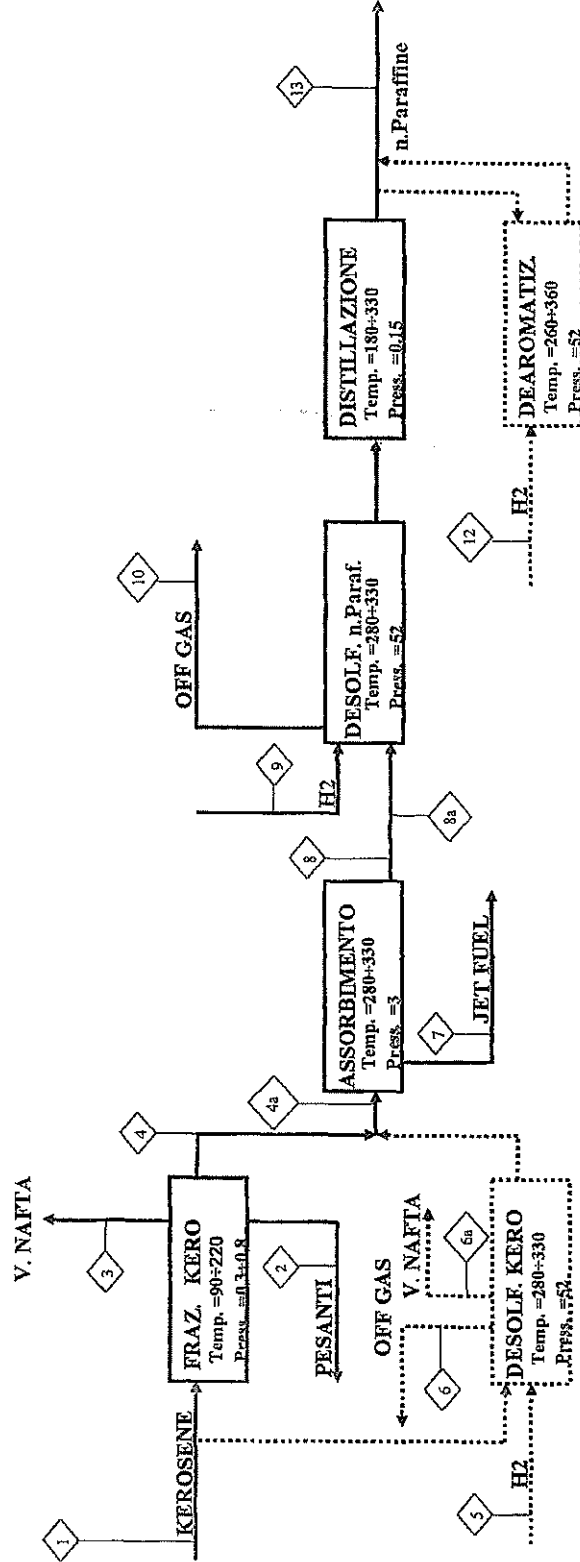 1
KEROSENE
V. NAFTA
3
FRAZ. KERO
Temp. =90÷220
Press. =0.3÷0.8
2
PESANTI
4
4a
5
H2
OFF GAS
V. NAFTA
6
6a
DESOLF. KERO
Temp. =280÷330
Press. =52
ASSORBIMENTO
Temp. =280÷330
Press. =3
7
JET FUEL
8
8a
9
H2
10
OFF GAS
DESOLF. n.Paraf.
Temp. =280÷330
Press. =52
DISTILLAZIONE
Temp. =180÷330
Press. =0.15
13
n.Paraffine
12
H2
DEAROMATIZ.
Temp. =260÷360
Press. =52